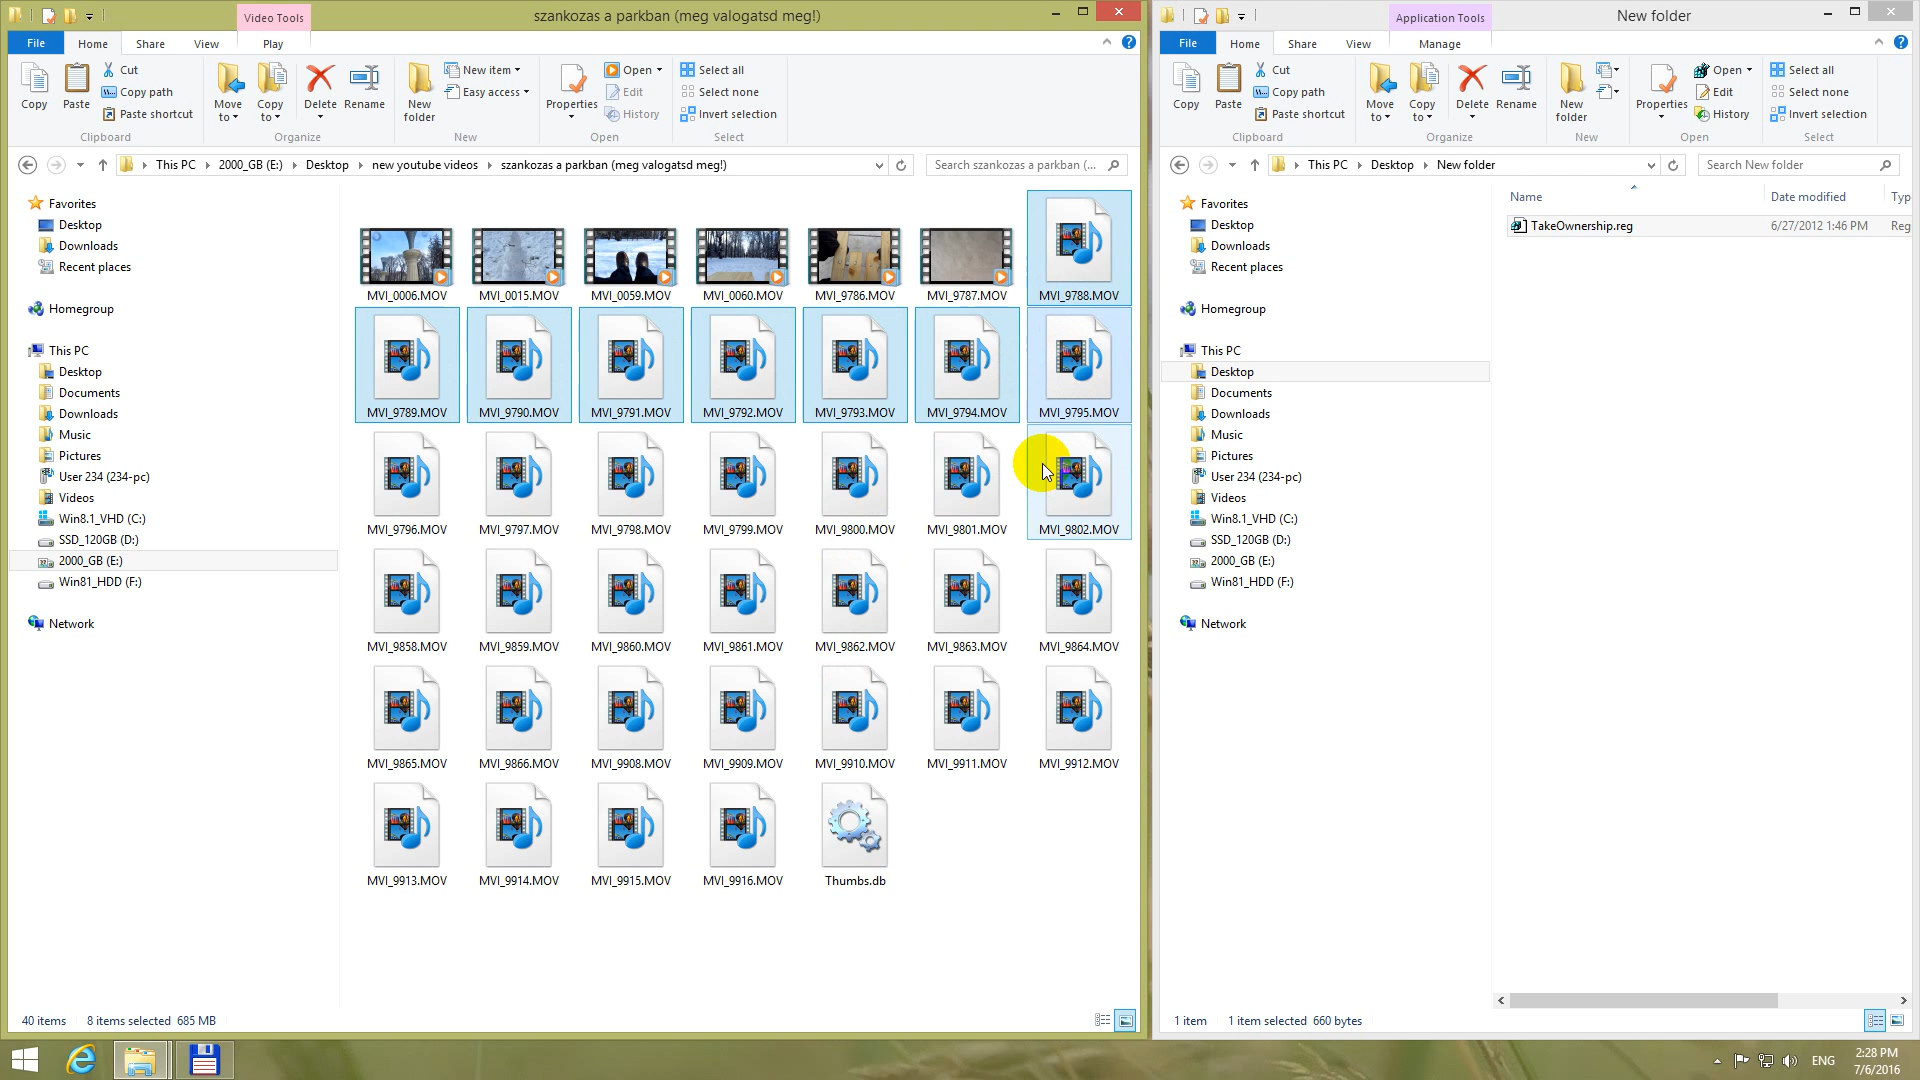 Video Tools
szankozas a parkban (meg valogatsd meg!)
File
Home
Share
View
Play
Copy
Paste
Cut
Copy path
Paste shortcut
Clipboard
Move to
Copy to
Delete
Rename
Organize
New folder
New item
Easy access
New
Properties
Open
Edit
History
Open
Select all
Select none
Invert selection
Select
This PC
2000_GB (E:)
Desktop
new youtube videos
szankozas a parkban (meg valogatsd meg!)
Search szankozas a parkban (...
Favorites
Desktop
Downloads
Recent places
Homegroup
This PC
Desktop
Documents
Downloads
Music
Pictures
User 234 (234-pc)
Videos
Win8.1_VHD (C:)
SSD_120GB (D:)
2000_GB (E:)
Win81_HDD (F:)
Network
MVI_0006.MOV
MVI_0015.MOV
MVI_0059.MOV
MVI_0060.MOV
MVI_9786.MOV
MVI_9787.MOV
MVI_9788.MOV
MVI_9789.MOV
MVI_9790.MOV
MVI_9791.MOV
MVI_9792.MOV
MVI_9793.MOV
MVI_9794.MOV
MVI_9795.MOV
MVI_9796.MOV
MVI_9797.MOV
MVI_9798.MOV
MVI_9799.MOV
MVI_9800.MOV
MVI_9801.MOV
MVI_9802.MOV
MVI_9858.MOV
MVI_9859.MOV
MVI_9860.MOV
MVI_9861.MOV
MVI_9862.MOV
MVI_9863.MOV
MVI_9864.MOV
MVI_9865.MOV
MVI_9866.MOV
MVI_9908.MOV
MVI_9909.MOV
MVI_9910.MOV
MVI_9911.MOV
MVI_9912.MOV
MVI_9913.MOV
MVI_9914.MOV
MVI_9915.MOV
MVI_9916.MOV
Thumbs.db
40 items
8 items selected 685 MB
Application Tools
New folder
File
Home
Share
View
Manage
Copy
Paste
Cut
Copy path
Paste shortcut
Clipboard
Move to
Copy to
Delete
Rename
Organize
New folder
New
Properties
Open
Edit
History
Open
Select all
Select none
Invert selection
Select
This PC
Desktop
New folder
Search New folder
Favorites
Desktop
Downloads
Recent places
Homegroup
This PC
Desktop
Documents
Downloads
Music
Pictures
User 234 (234-pc)
Videos
Win8.1_VHD (C:)
SSD_120GB (D:)
2000_GB (E:)
Win81_HDD (F:)
Network
Name
Date modified
Typ
TakeOwnership.reg
6/27/2012 1:46 PM
Reg
1 item
1 item selected 660 bytes
ENG
2:28 PM
7/6/2016